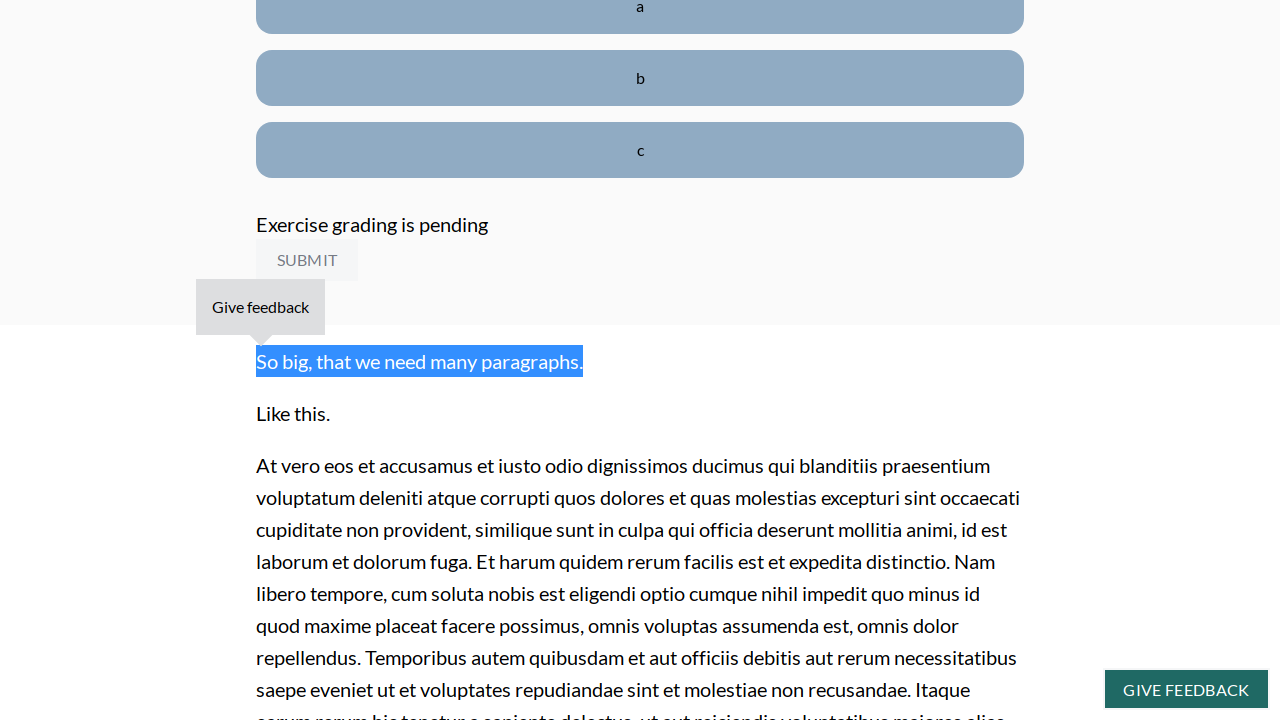 a
b
c
Exercise grading is pending
SUBMIT
Give feedback
So big, that we need many paragraphs.
Like this.
At vero eos et accusamus et iusto odio dignissimos ducimus qui blanditiis praesentium
voluptatum deleniti atque corrupti quos dolores et quas molestias excepturi sint occaecati
cupiditate non provident, similique sunt in culpa qui officia deserunt mollitia animi, id est
laborum et dolorum fuga. Et harum quidem rerum facilis est et expedita distinctio. Nam
libero tempore, cum soluta nobis est eligendi optio cumque nihil impedit quo minus id
quod maxime placeat facere possimus, omnis voluptas assumenda est, omnis dolor
repellendus. Temporibus autem quibusdam et aut officiis debitis aut rerum necessitatibus
saepe eveniet ut et voluptates repudiandae sint et molestiae non recusandae. Itaque
GIVE FEEDBACK